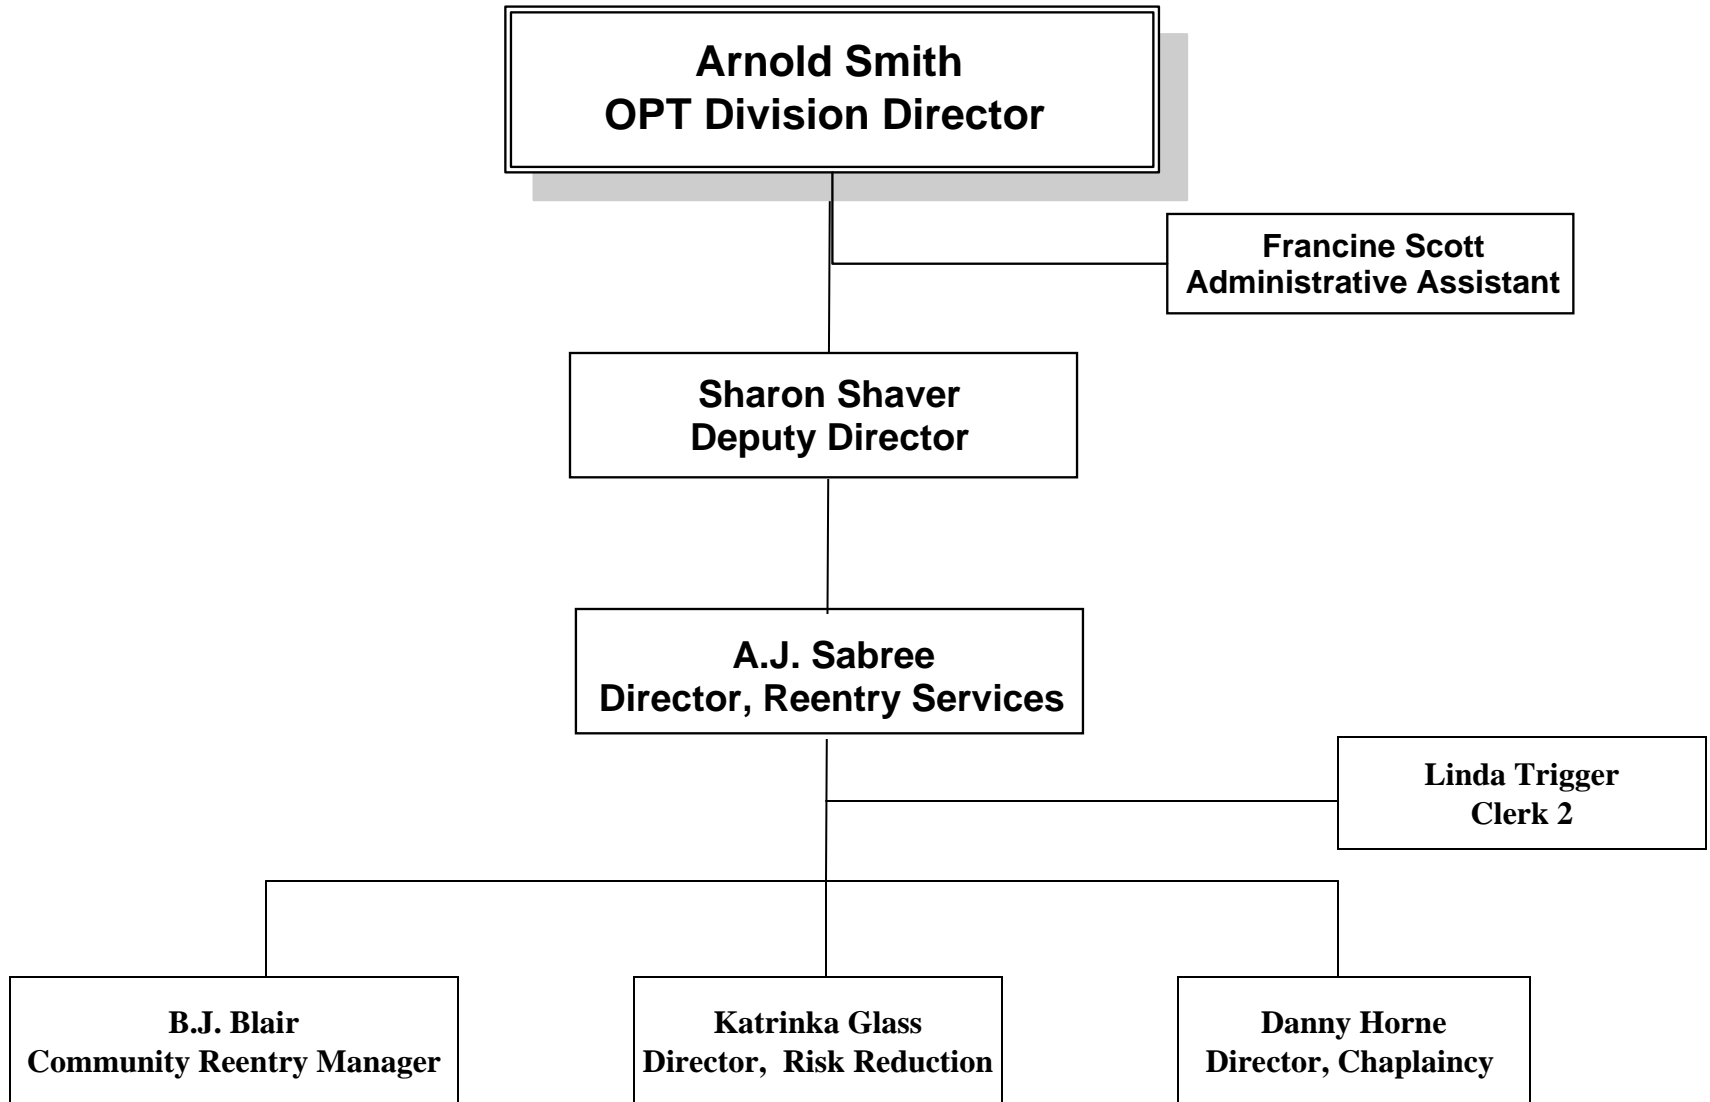 Arnold Smith
OPT Division Director
Francine Scott
Administrative Assistant
Sharon Shaver
Deputy Director
A.J. Sabree
Director, Reentry Services
Linda Trigger
Clerk 2
B.J. Blair
Community Reentry Manager
Katrinka Glass
Director,  Risk Reduction
Danny Horne
Director, Chaplaincy